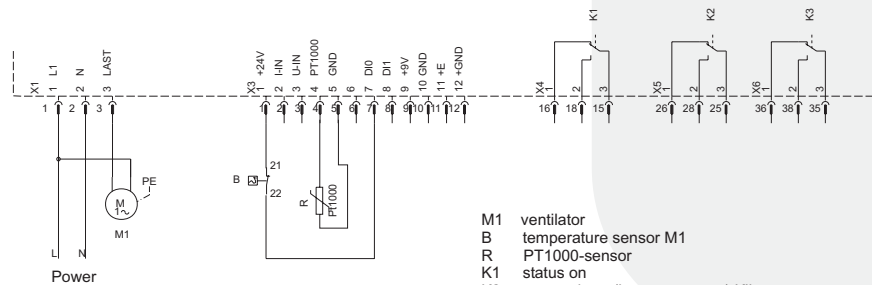 K1
K2
K3
X1
1 L1
2 N
3 LAST
X3
1 +24V
2 I-IN
3 U-IN
4 PT1000
5 GND
6
7 DI0
8 DI1
9 +9V
10 GND
11 +E
12 +GND
X4
1
2
3
X5
1
2
3
X6
1
2
3
1 2 3
1 2 3 4 5 6 7 8 9 10 11 12
16 18 15
26 28 25
36 38 35
B
21
22
R
PT1000
PE
M
1~
M1
L N
Power
M1 ventilator
B temperature sensor M1
R PT1000-sensor
K1 status on